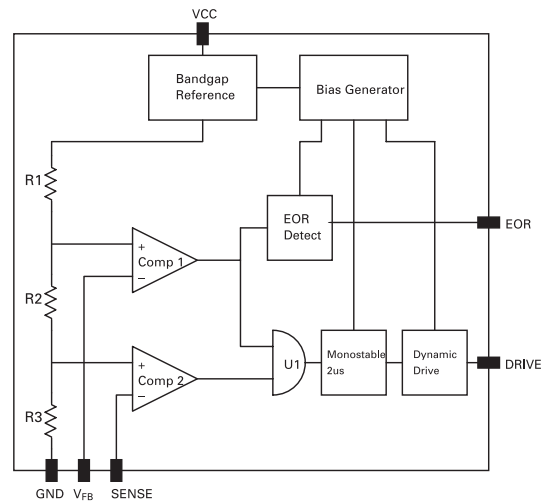 VCC
Bandgap
Reference
Bias Generator
R1
EOR
Detect
EOR
+
Comp 1
−
R2
U1
Monostable
2us
Dynamic
Drive
DRIVE
+
Comp 2
−
R3
GND
VFB
SENSE